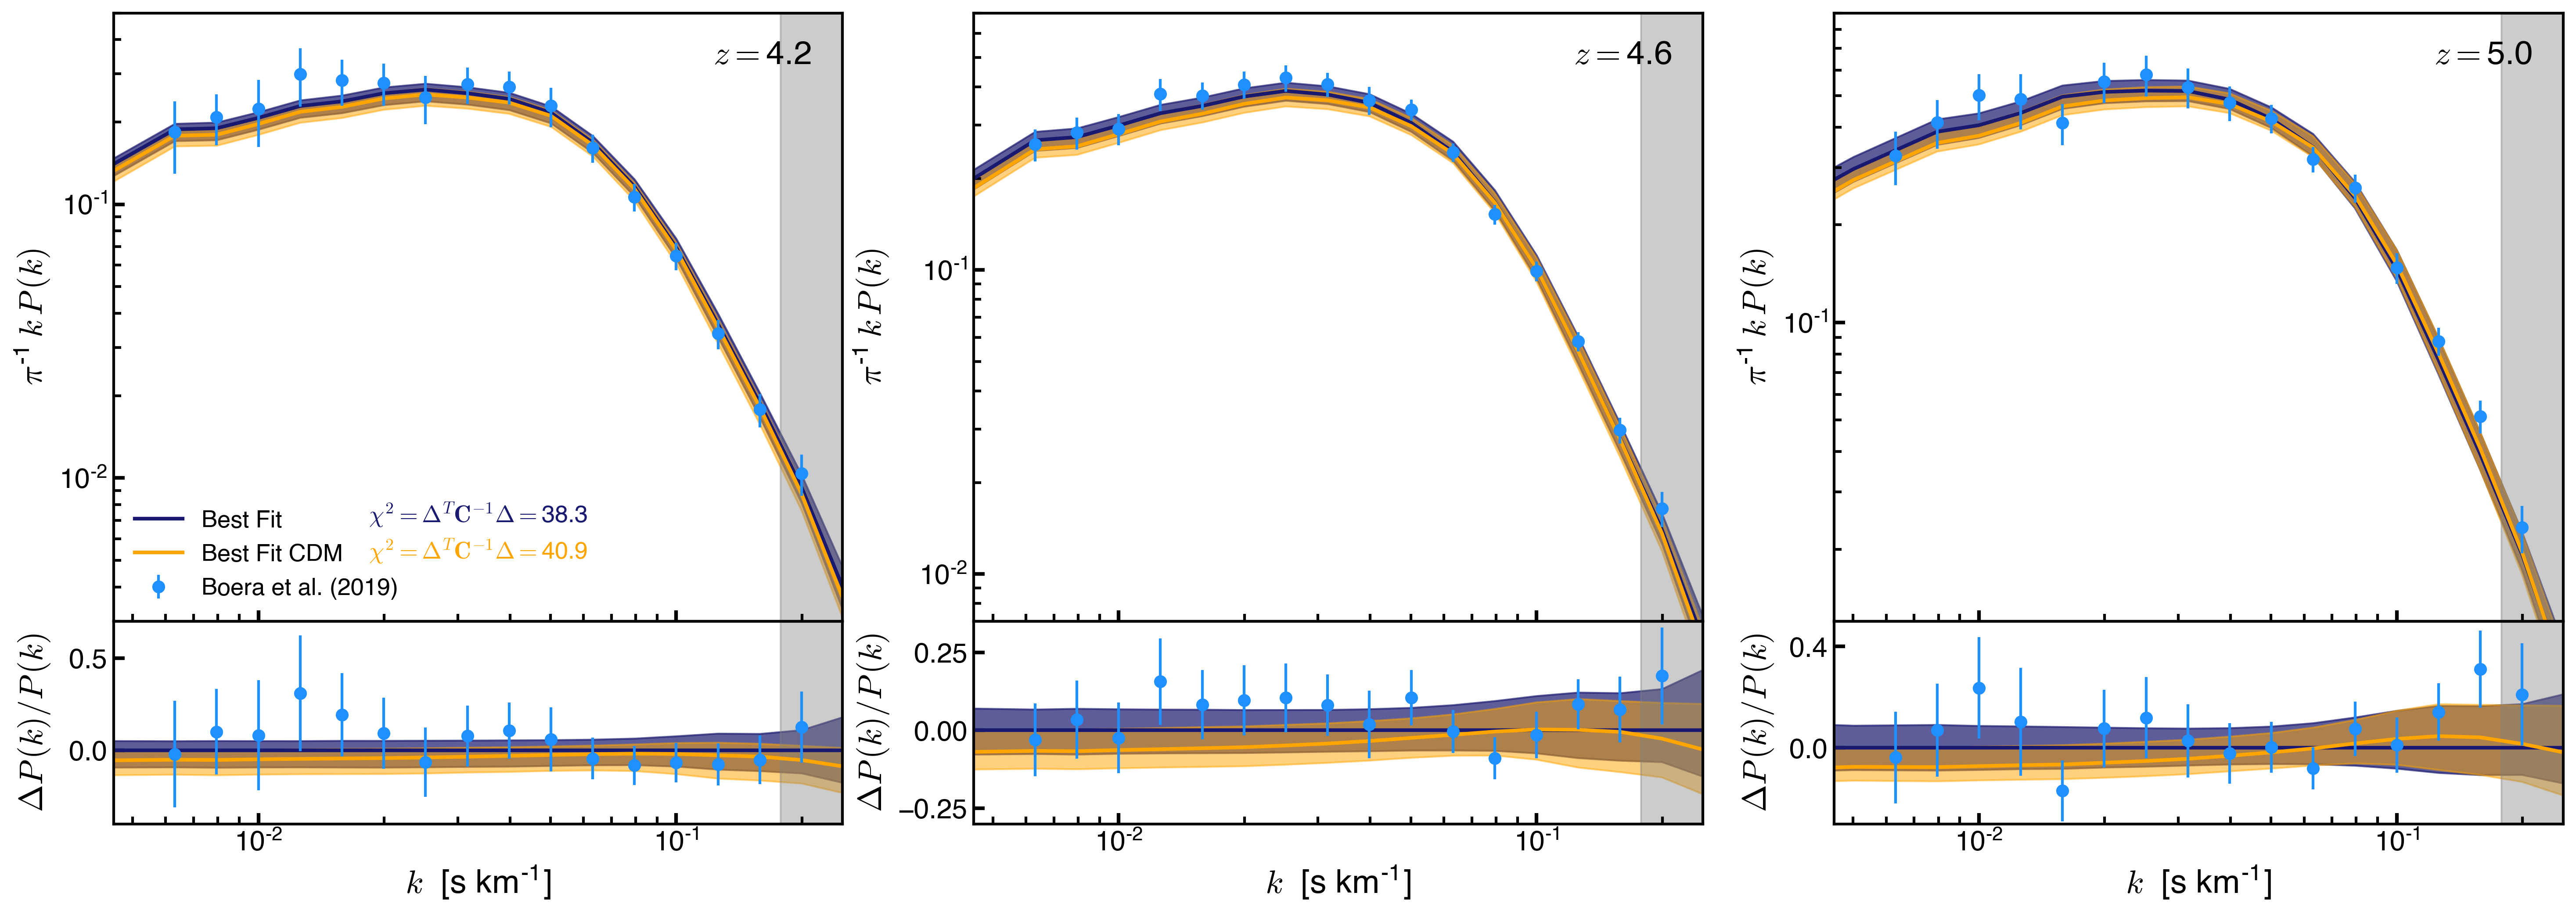 z = 4.2
π⁻¹ k P(k)
10⁻¹
10⁻²
Best Fit χ² = Δᵀ C⁻¹ Δ = 38.3
Best Fit CDM χ² = Δᵀ C⁻¹ Δ = 40.9
Boera et al. (2019)
ΔP(k)/P(k)
0.5
0.0
10⁻² 10⁻¹
k [s km⁻¹]
z = 4.6
π⁻¹ k P(k)
10⁻¹
10⁻²
ΔP(k)/P(k)
0.25
0.00
−0.25
10⁻² 10⁻¹
k [s km⁻¹]
z = 5.0
π⁻¹ k P(k)
10⁻¹
ΔP(k)/P(k)
0.4
0.0
10⁻² 10⁻¹
k [s km⁻¹]